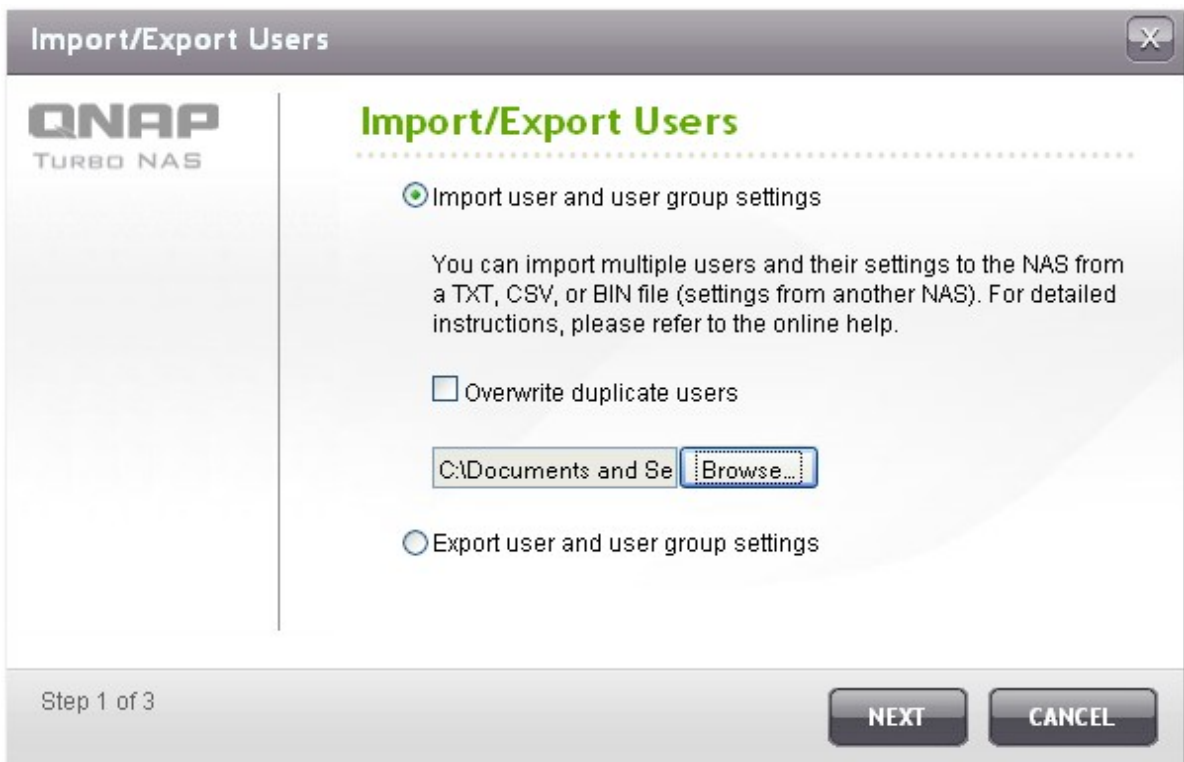 Import/Export Users
X
QNAP
TURBO NAS
Import/Export Users
Import user and user group settings
You can import multiple users and their settings to the NAS from
a TXT, CSV, or BIN file (settings from another NAS). For detailed
instructions, please refer to the online help.
Overwrite duplicate users
C:\Documents and Se
Browse...
Export user and user group settings
Step 1 of 3
NEXT
CANCEL